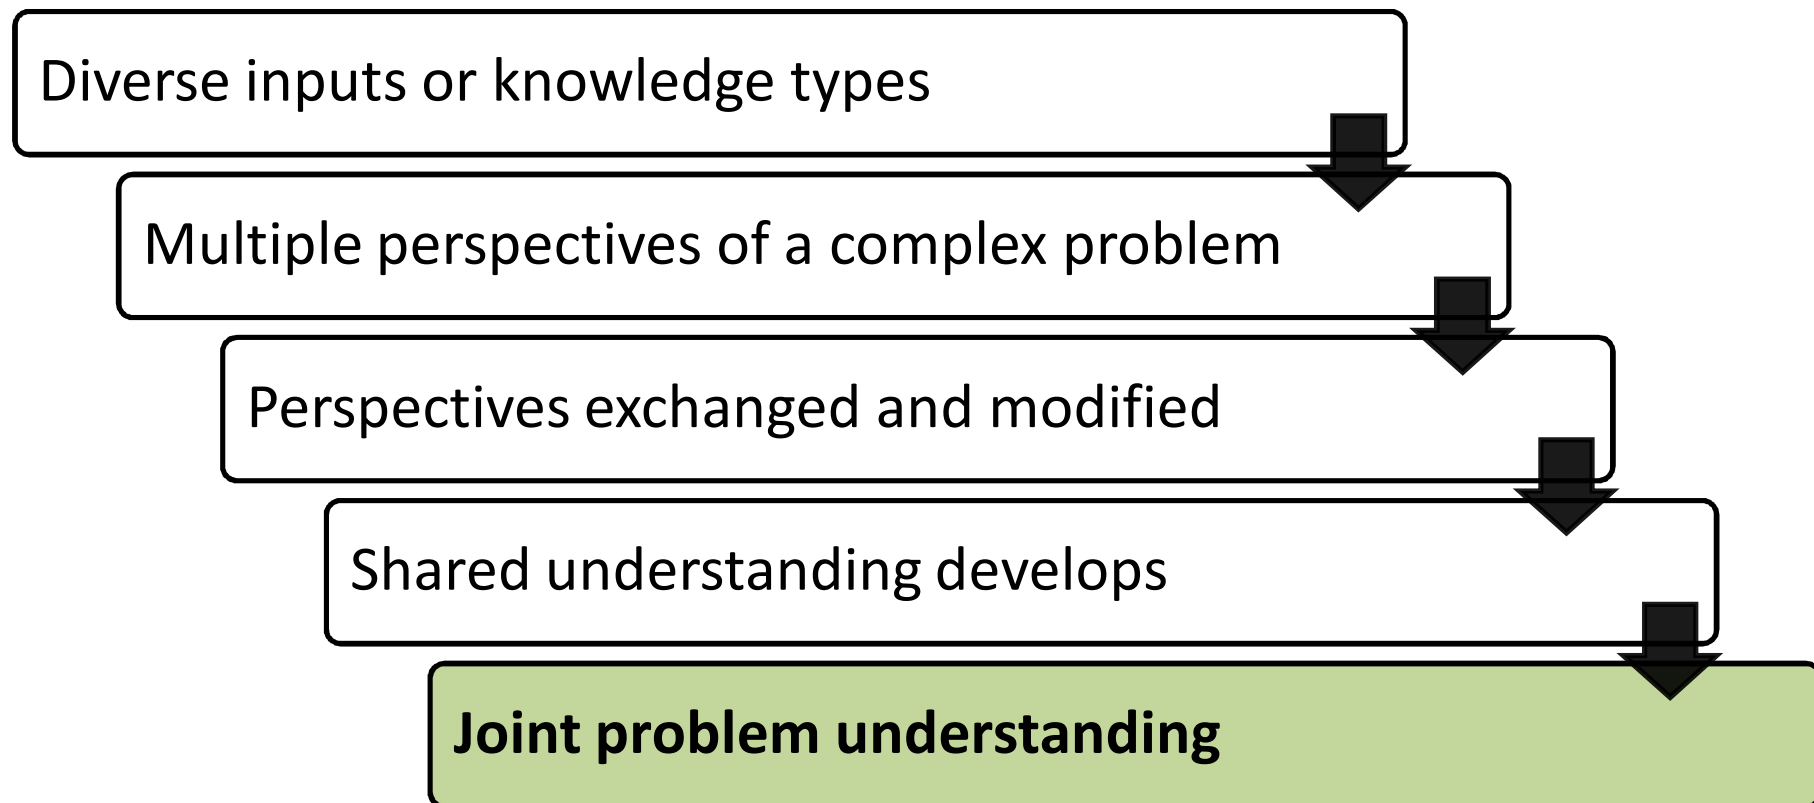 Diverse inputs or knowledge types
Multiple perspectives of a complex problem
Perspectives exchanged and modified
Shared understanding develops
Joint problem understanding